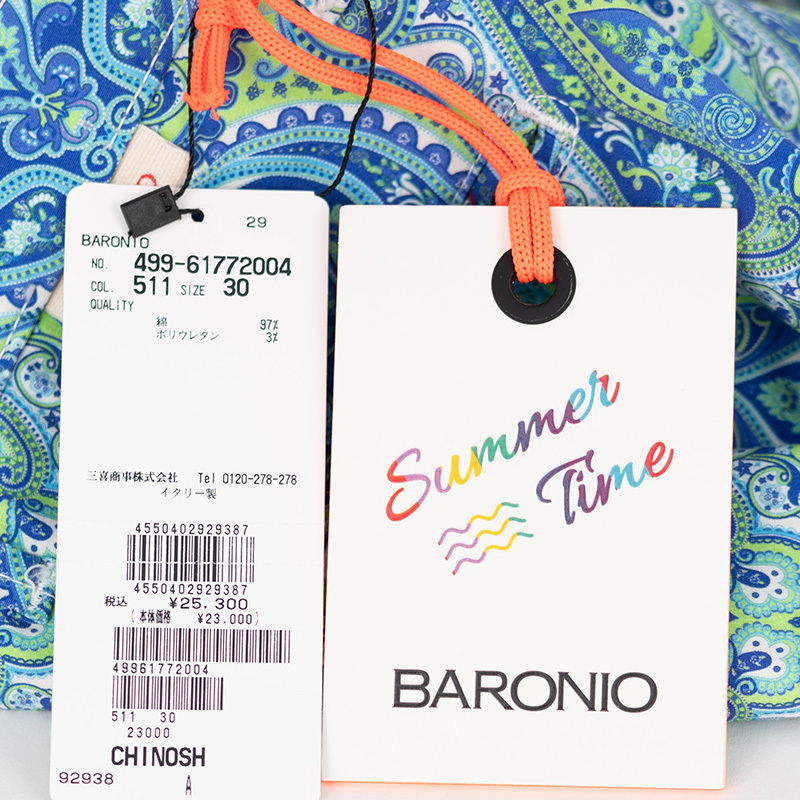 29
BARONIO
NO. 499-61772004
COL. 511 SIZE 30
QUALITY
綿 97%
ポリウレタン 3%
三喜商事株式会社 Tel 0120-278-278
イタリー製
4550402929387
4550402929387
税込 ¥25.300
(本体価格 ¥23.000)
49961772004
511 30
23000
CHINOSH
92938 A
Summer
Time
BARONIO